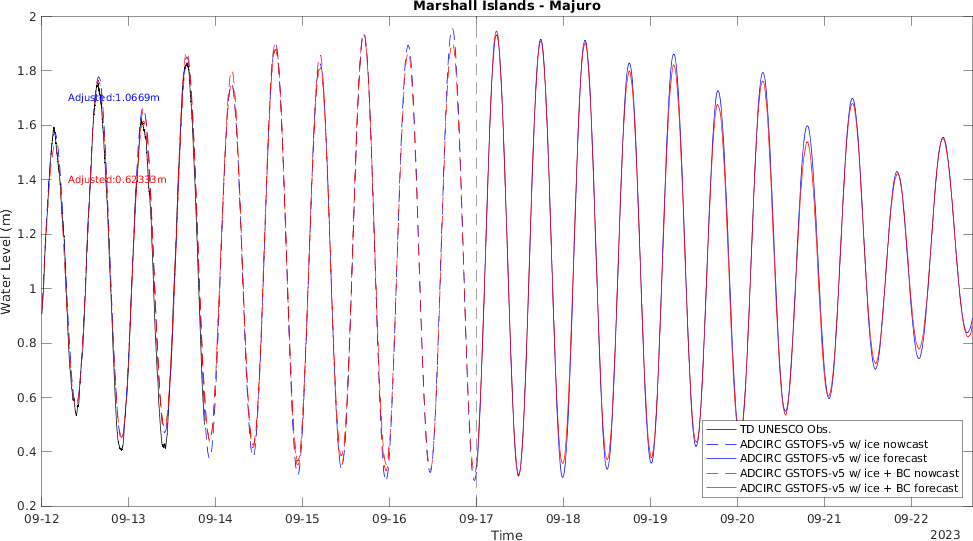 Marshall Islands - Majuro
2
1.8
1.6
1.4
1.2
1
0.8
0.6
0.4
0.2
Water Level (m)
Adjusted:1.0669m
Adjusted:0.62333m
TD UNESCO Obs.
ADCIRC GSTOFS-v5 w/ ice nowcast
ADCIRC GSTOFS-v5 w/ ice forecast
ADCIRC GSTOFS-v5 w/ ice + BC nowcast
ADCIRC GSTOFS-v5 w/ ice + BC forecast
09-12 09-13 09-14 09-15 09-16 09-17 09-18 09-19 09-20 09-21 09-22
Time
2023